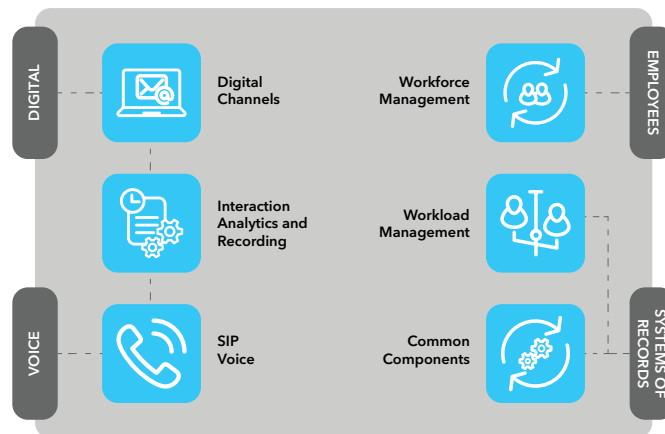 DIGITAL
Digital
Channels
Workforce
Management
EMPLOYEES
Interaction
Analytics and
Recording
Workload
Management
VOICE
SIP
Voice
Common
Components
SYSTEMS OF
RECORDS